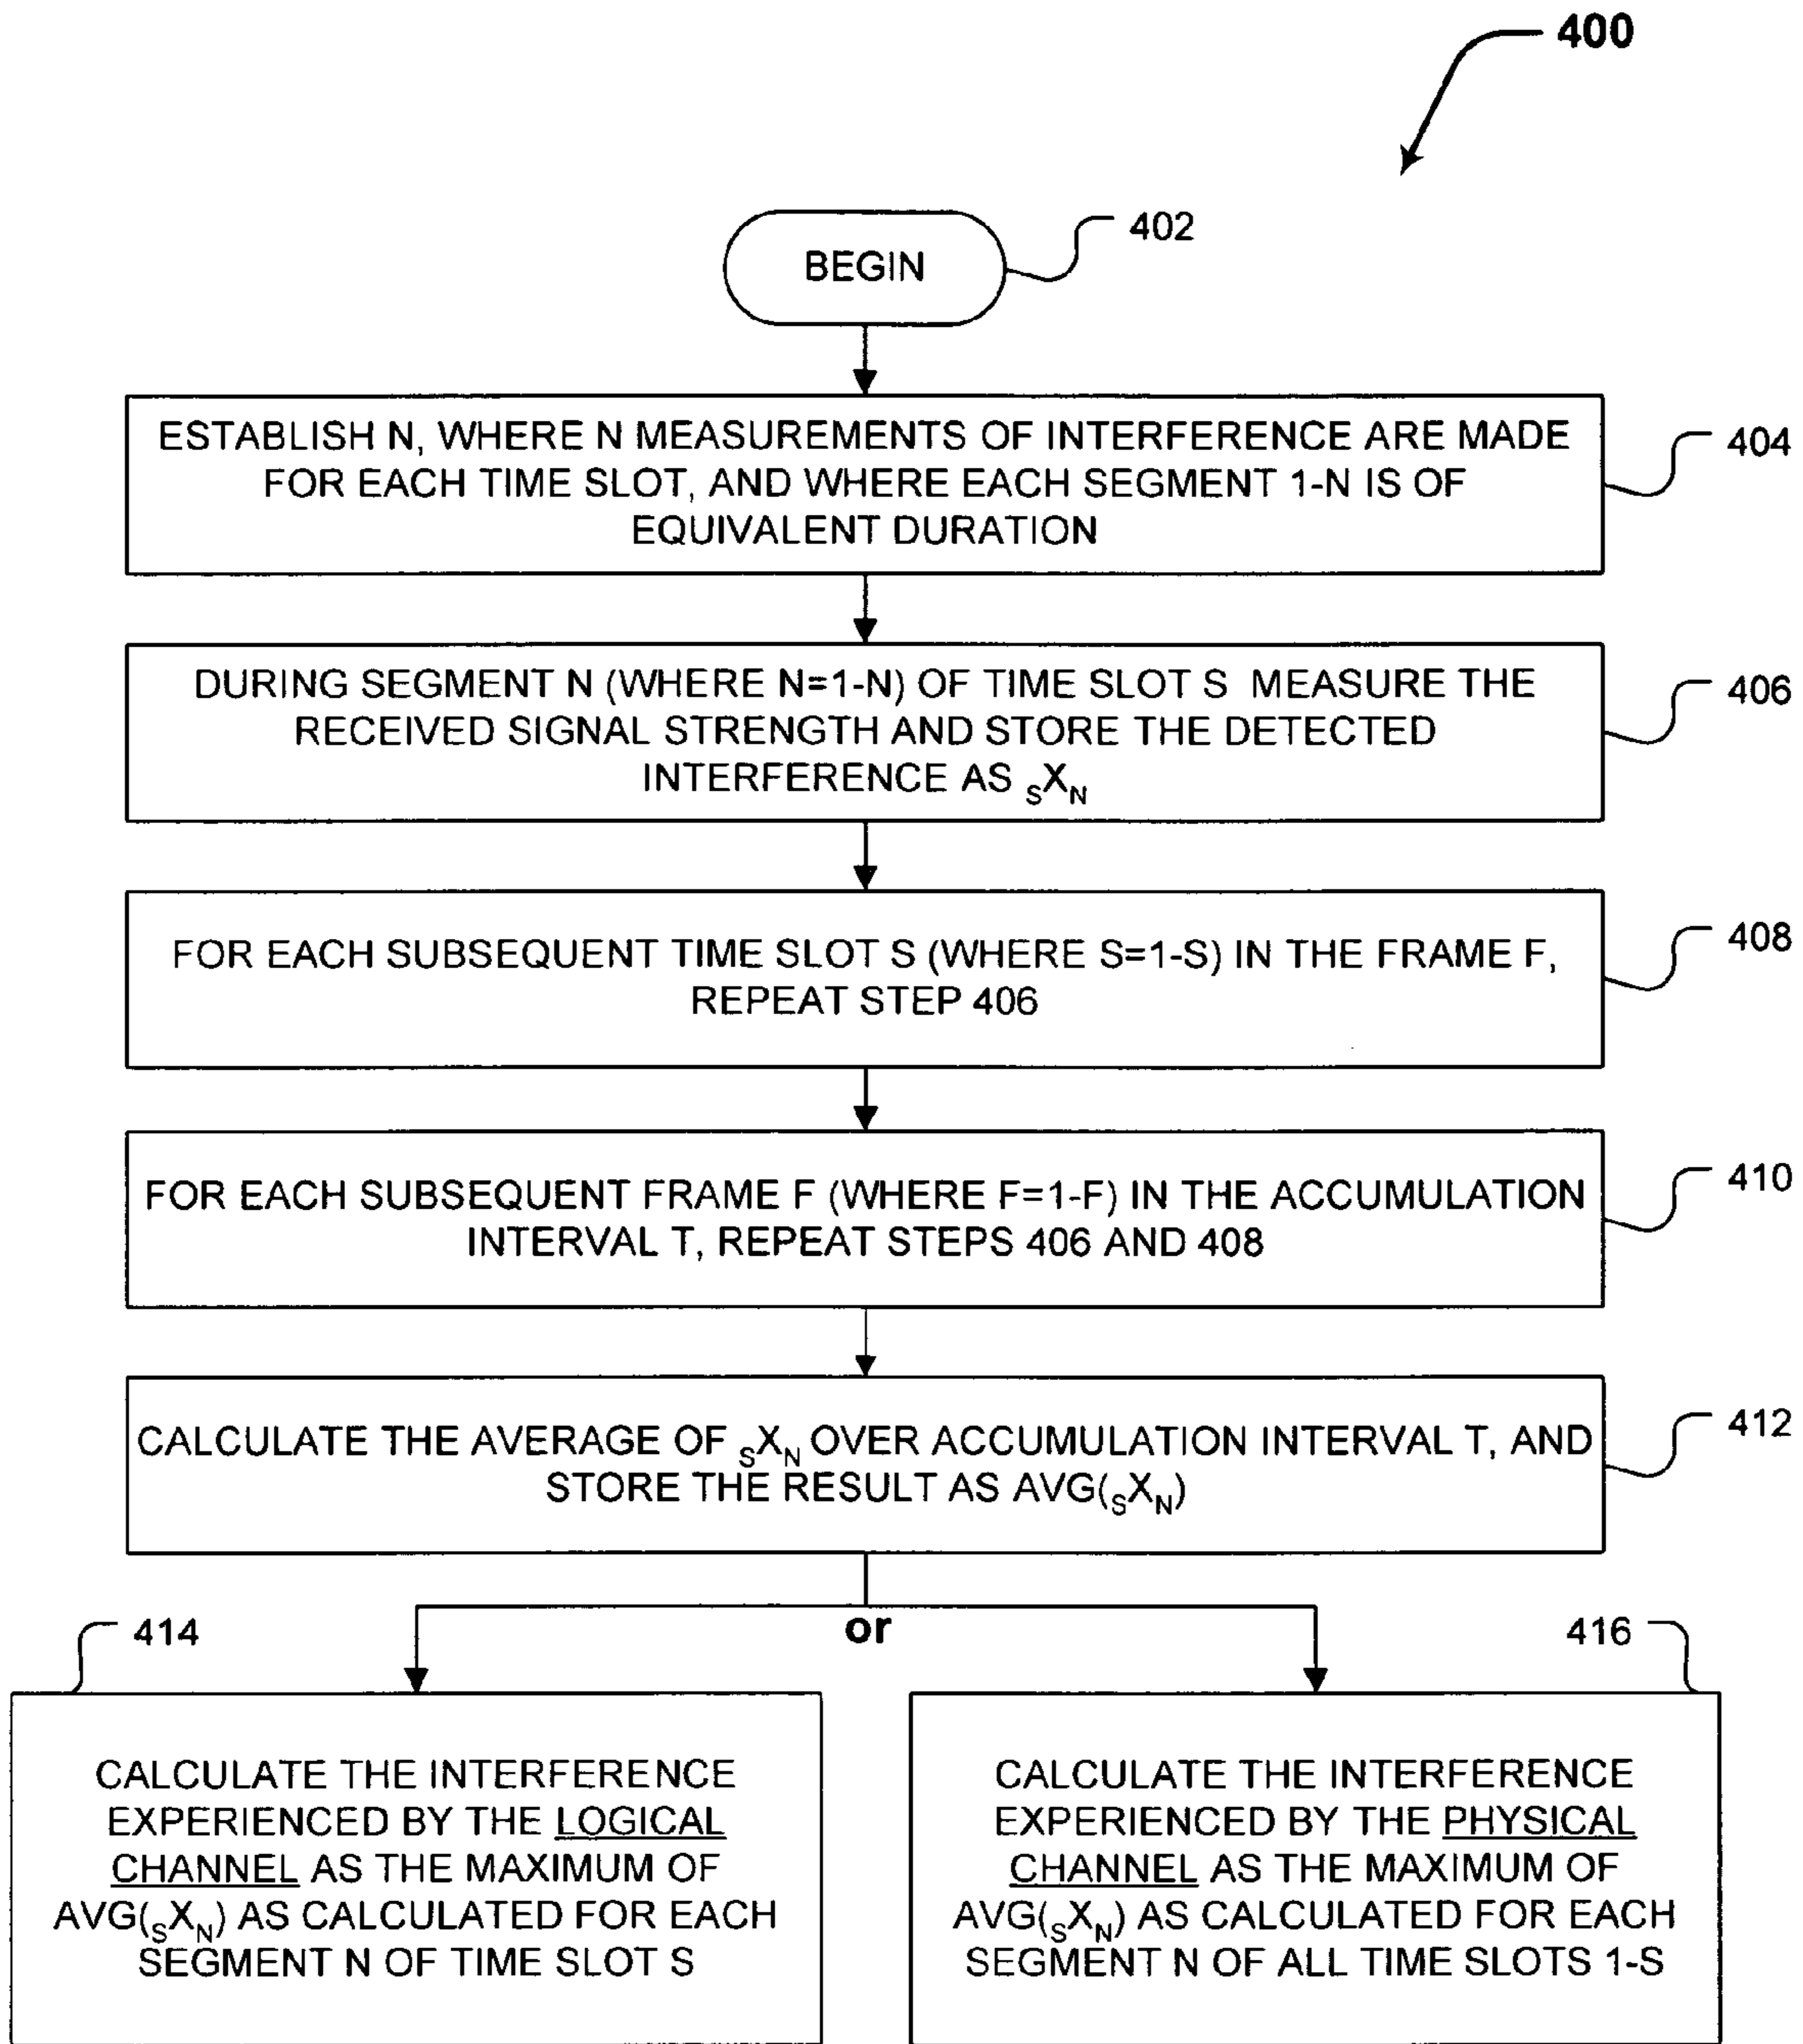 400
BEGIN
402
ESTABLISH N, WHERE N MEASUREMENTS OF INTERFERENCE ARE MADE
FOR EACH TIME SLOT, AND WHERE EACH SEGMENT 1-N IS OF
EQUIVALENT DURATION
404
DURING SEGMENT N (WHERE N=1-N) OF TIME SLOT S MEASURE THE
RECEIVED SIGNAL STRENGTH AND STORE THE DETECTED
INTERFERENCE AS SXN
406
FOR EACH SUBSEQUENT TIME SLOT S (WHERE S=1-S) IN THE FRAME F,
REPEAT STEP 406
408
FOR EACH SUBSEQUENT FRAME F (WHERE F=1-F) IN THE ACCUMULATION
INTERVAL T, REPEAT STEPS 406 AND 408
410
CALCULATE THE AVERAGE OF SXN OVER ACCUMULATION INTERVAL T, AND
STORE THE RESULT AS AVG(SXN)
412
or
414
CALCULATE THE INTERFERENCE
EXPERIENCED BY THE LOGICAL
CHANNEL AS THE MAXIMUM OF
AVG(SXN) AS CALCULATED FOR EACH
SEGMENT N OF TIME SLOT S
416
CALCULATE THE INTERFERENCE
EXPERIENCED BY THE PHYSICAL
CHANNEL AS THE MAXIMUM OF
AVG(SXN) AS CALCULATED FOR EACH
SEGMENT N OF ALL TIME SLOTS 1-S